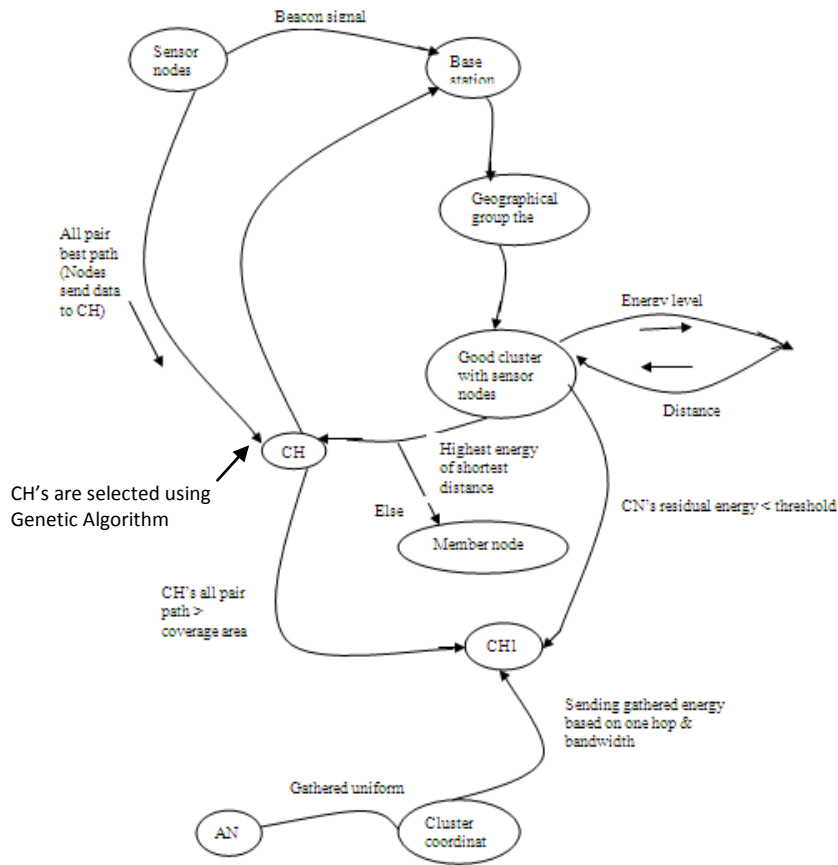 Beacon signal
Sensor
nodes
Base
station
Geographical
group the
All pair
best path
(Nodes
send data
to CH)
Energy level
Good cluster
with sensor
nodes
Distance
CH
Highest energy
of shortest
distance
CH's are selected using
Genetic Algorithm
CN's residual energy < threshold
Else
Member node
CH's all pair
path >
coverage area
CH1
Sending gathered energy
based on one hop &
bandwidth
Gathered uniform
AN
Cluster
coordinat